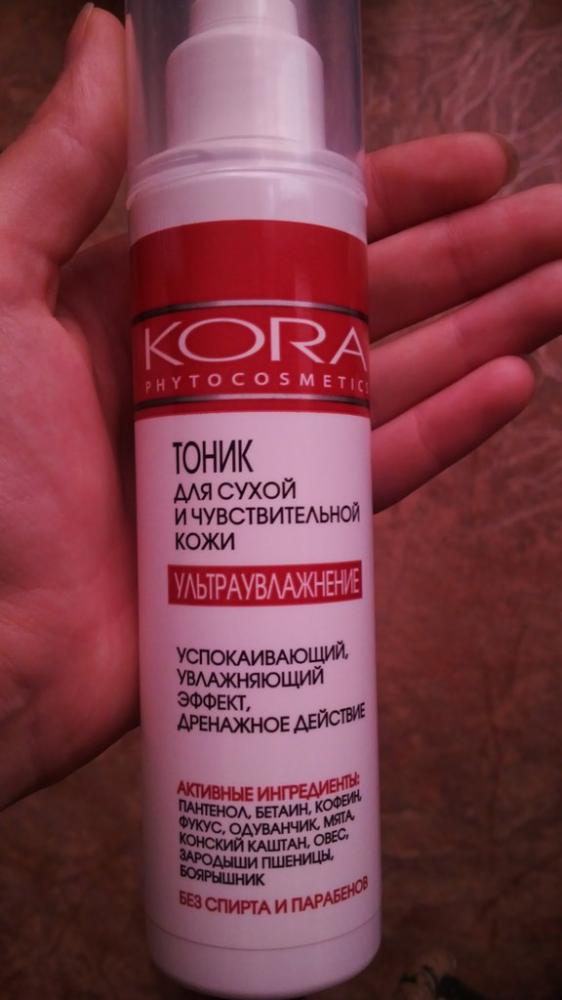 KORA
PHYTOCOSMETICS
ТОНИК
ДЛЯ СУХОЙ
И ЧУВСТВИТЕЛЬНОЙ
КОЖИ
УЛЬТРАУВЛАЖНЕНИЕ
УСПОКАИВАЮЩИЙ,
УВЛАЖНЯЮЩИЙ
ЭФФЕКТ,
ДРЕНАЖНОЕ ДЕЙСТВИЕ
АКТИВНЫЕ ИНГРЕДИЕНТЫ:
ПАНТЕНОЛ, БЕТАИН, КОФЕИН,
ФУКУС, ОДУВАНЧИК, МЯТА,
КОНСКИЙ КАШТАН, ОВЕС,
ЗАРОДЫШИ ПШЕНИЦЫ,
БОЯРЫШНИК
БЕЗ СПИРТА И ПАРАБЕНОВ